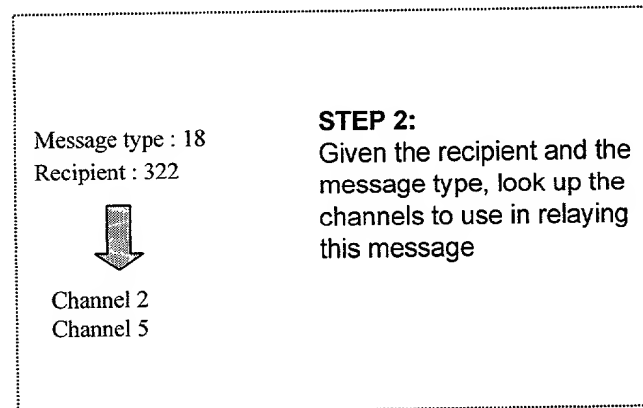 Message type : 18
Recipient : 322
Channel 2
Channel 5
STEP 2:
Given the recipient and the
message type, look up the
channels to use in relaying
this message